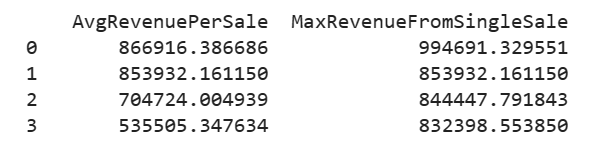 AvgRevenuePerSale MaxRevenueFromSingleSale
0 866916.386686 994691.329551
1 853932.161150 853932.161150
2 704724.004939 844447.791843
3 535505.347634 832398.553850